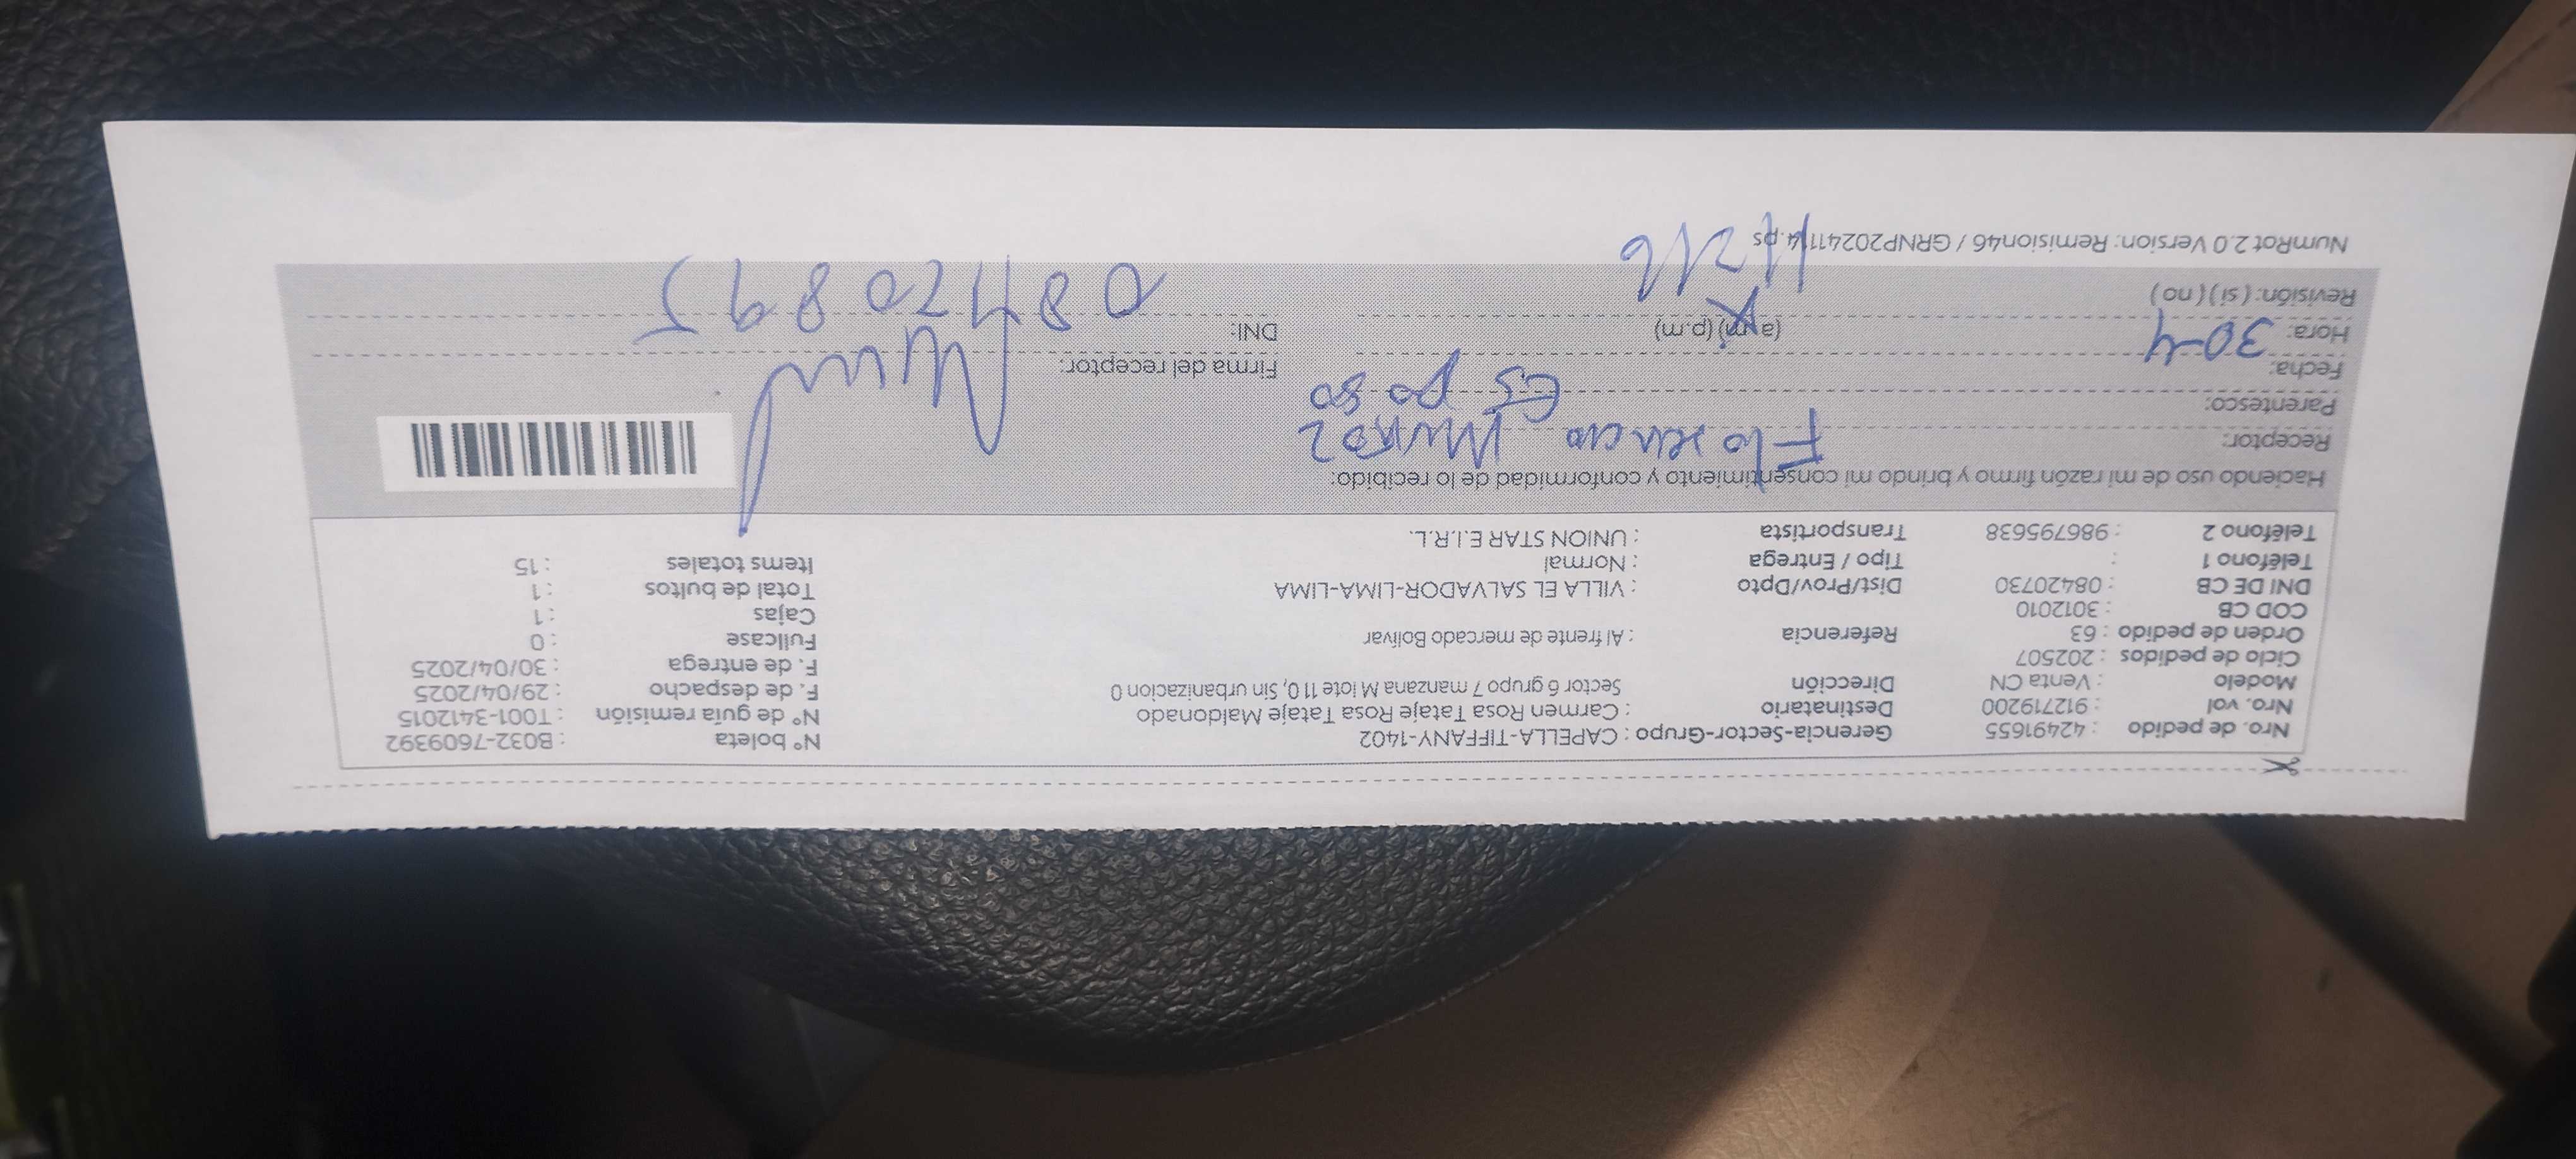 Nro. de pedido : 42491655 Gerencia-Sector-Grupo : CAPELLA-TIFFANY-1402 N° boleta : B032-7609392
Nro. vol : 912719200 Destinatario : Carmen Rosa Tataje Rosa Tataje Maldonado N° de guía remisión : T001-3412015
Modelo : Venta CN Dirección Sector 6 grupo 7 manzana M lote 11 0, Sin urbanizacion 0 F. de despacho : 29/04/2025
Ciclo de pedidos : 202507 F. de entrega : 30/04/2025
Orden de pedido : 63 Referencia : Al frente de mercado Bolívar Fullcase : 0
COD CB : 3012010 Cajas : 1
DNI DE CB : 08420730 Dist/Prov/Dpto : VILLA EL SALVADOR-LIMA-LIMA Total de bultos : 1
Teléfono 1 : Tipo / Entrega : Normal Items totales : 15
Teléfono 2 : 986795638 Transportista : UNION STAR E.I.R.L.
Haciendo uso de mi razón firmo y brindo mi consentimiento y conformidad de lo recibido:
Receptor: Florencio Muñoz
Parentesco: Esposo
Fecha: 30-4 Firma del receptor:
Hora: (a.m) (p.m) DNI: 08420895
Revisión: ( si ) ( no )
NumRot 2.0 Version: Remision46 / GRNP20241114.ps